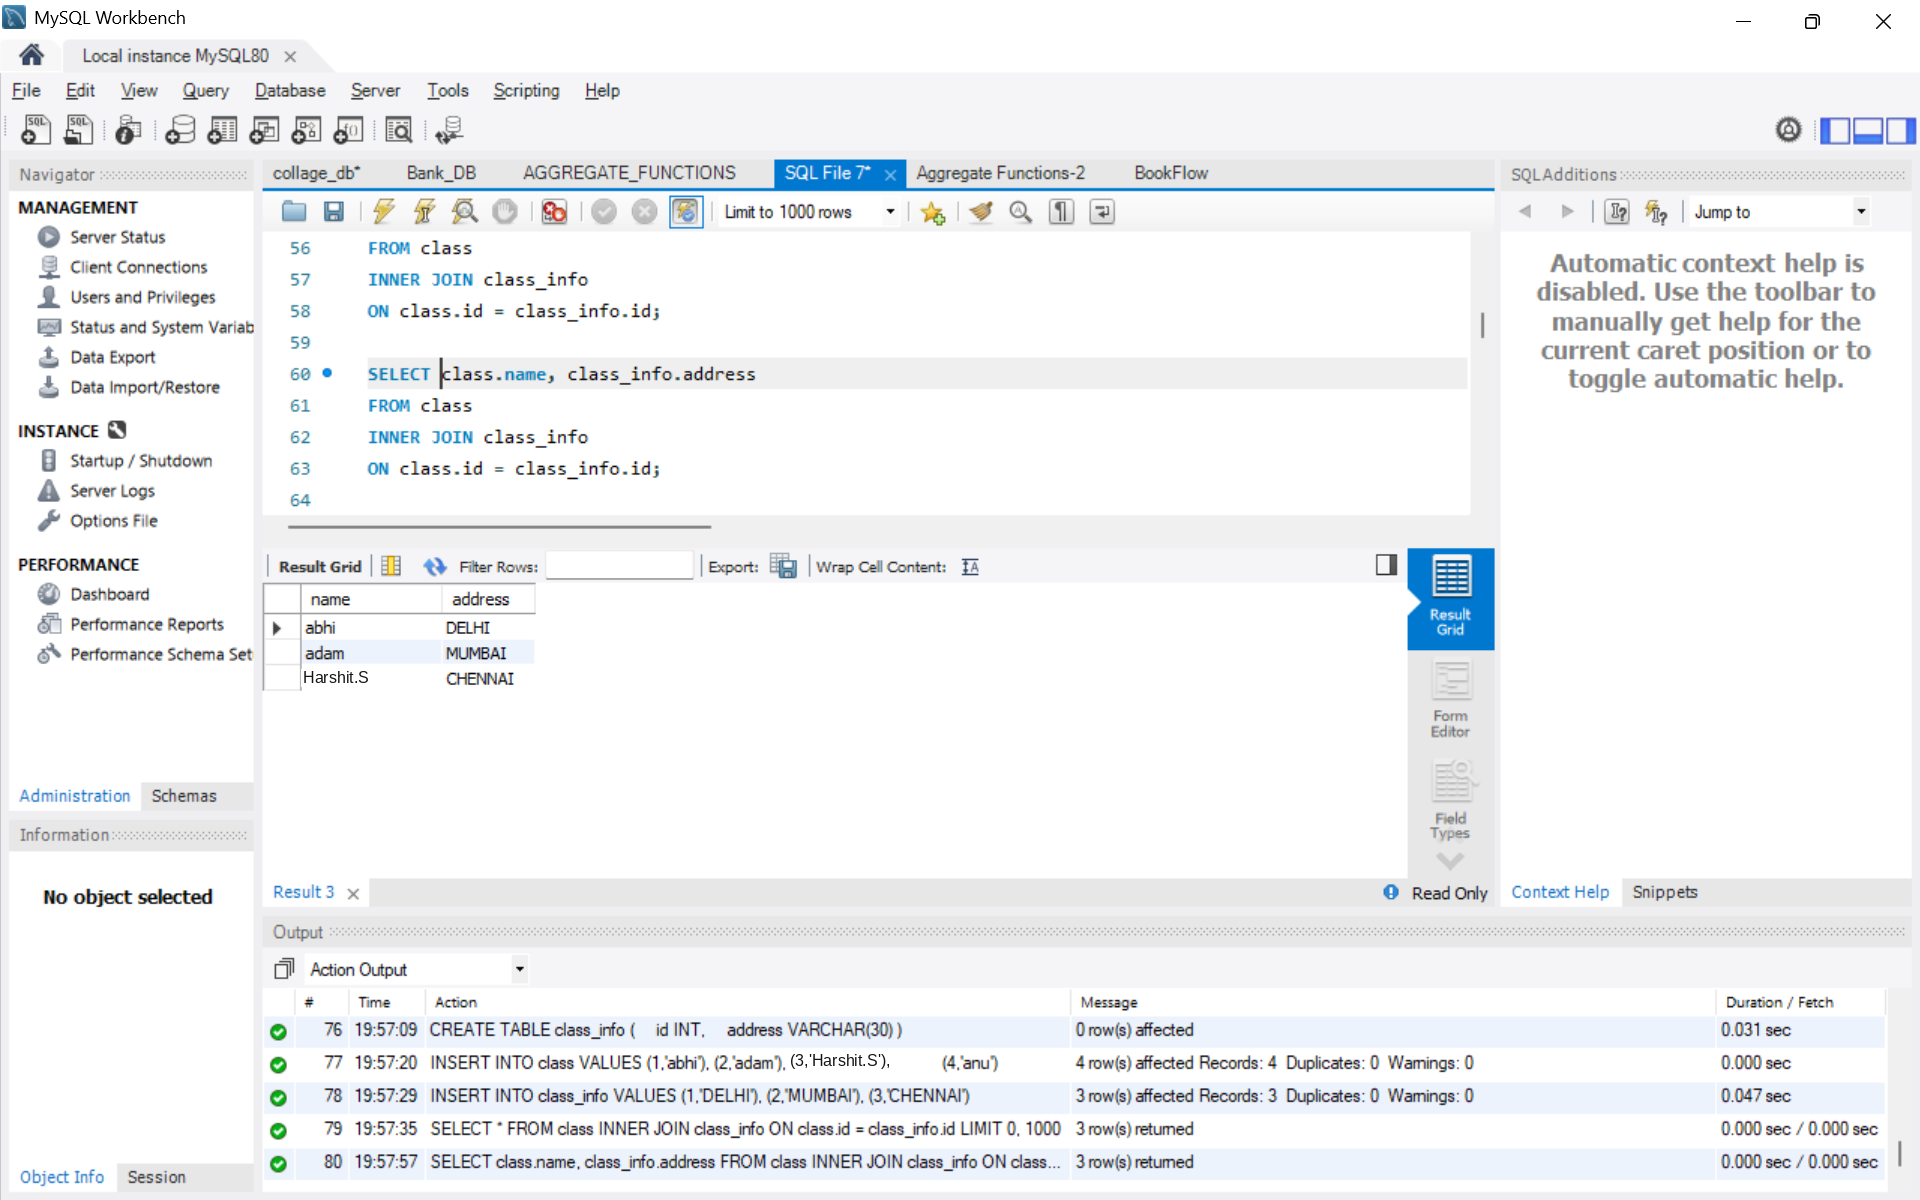 MySQL Workbench
Local instance MySQL80
File Edit View Query Database Server Tools Scripting Help
SQL SQL
Navigator
MANAGEMENT
Server Status
Client Connections
Users and Privileges
Status and System Variab
Data Export
Data Import/Restore
INSTANCE
Startup / Shutdown
Server Logs
Options File
PERFORMANCE
Dashboard
Performance Reports
Performance Schema Set
Administration Schemas
Information
No object selected
Object Info Session
collage_db* Bank_DB AGGREGATE_FUNCTIONS SQL File 7* Aggregate Functions-2 BookFlow
Limit to 1000 rows
56 FROM class
57 INNER JOIN class_info
58 ON class.id = class_info.id;
59
60 SELECT class.name, class_info.address
61 FROM class
62 INNER JOIN class_info
63 ON class.id = class_info.id;
64
Result Grid Filter Rows: Export: Wrap Cell Content:
name address
abhi DELHI
adam MUMBAI
Harshit.S CHENNAI
Result Grid
Form Editor
Field Types
Result 3
Read Only
SQLAdditions
Jump to
Automatic context help is
disabled. Use the toolbar to
manually get help for the
current caret position or to
toggle automatic help.
Context Help Snippets
Output
Action Output
# Time Action Message Duration / Fetch
76 19:57:09 CREATE TABLE class_info ( id INT, address VARCHAR(30) ) 0 row(s) affected 0.031 sec
77 19:57:20 INSERT INTO class VALUES (1,'abhi'), (2,'adam'), (3,'Harshit.S'), (4,'anu') 4 row(s) affected Records: 4 Duplicates: 0 Warnings: 0 0.000 sec
78 19:57:29 INSERT INTO class_info VALUES (1,'DELHI'), (2,'MUMBAI'), (3,'CHENNAI') 3 row(s) affected Records: 3 Duplicates: 0 Warnings: 0 0.047 sec
79 19:57:35 SELECT * FROM class INNER JOIN class_info ON class.id = class_info.id LIMIT 0, 1000 3 row(s) returned 0.000 sec / 0.000 sec
80 19:57:57 SELECT class.name, class_info.address FROM class INNER JOIN class_info ON class... 3 row(s) returned 0.000 sec / 0.000 sec